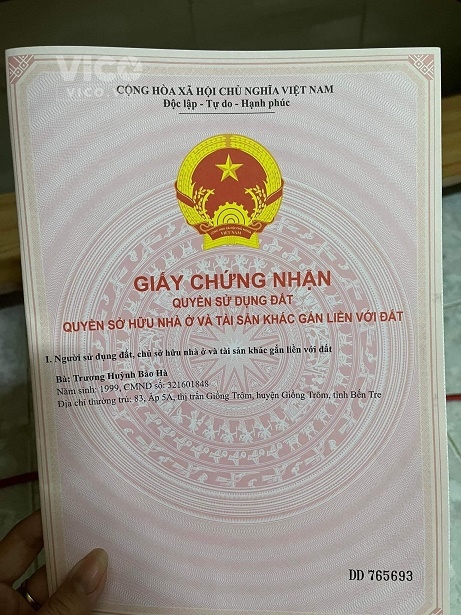 VICO
VICO.
CỘNG HÒA XÃ HỘI CHỦ NGHĨA VIỆT NAM
Độc lập - Tự do - Hạnh phúc
VIỆT NAM
GIẤY CHỨNG NHẬN
QUYỀN SỬ DỤNG ĐẤT
QUYỀN SỞ HỮU NHÀ Ở VÀ TÀI SẢN KHÁC GẮN LIỀN VỚI ĐẤT
I. Người sử dụng đất, chủ sở hữu nhà ở và tài sản khác gắn liền với đất
Bà: Trương Huỳnh Bảo Hà
Năm sinh: 1999, CMND số: 321601848
Địa chỉ thường trú: 83, Ấp 5A, thị trấn Giồng Trôm, huyện Giồng Trôm, tỉnh Bến Tre
DD 765693